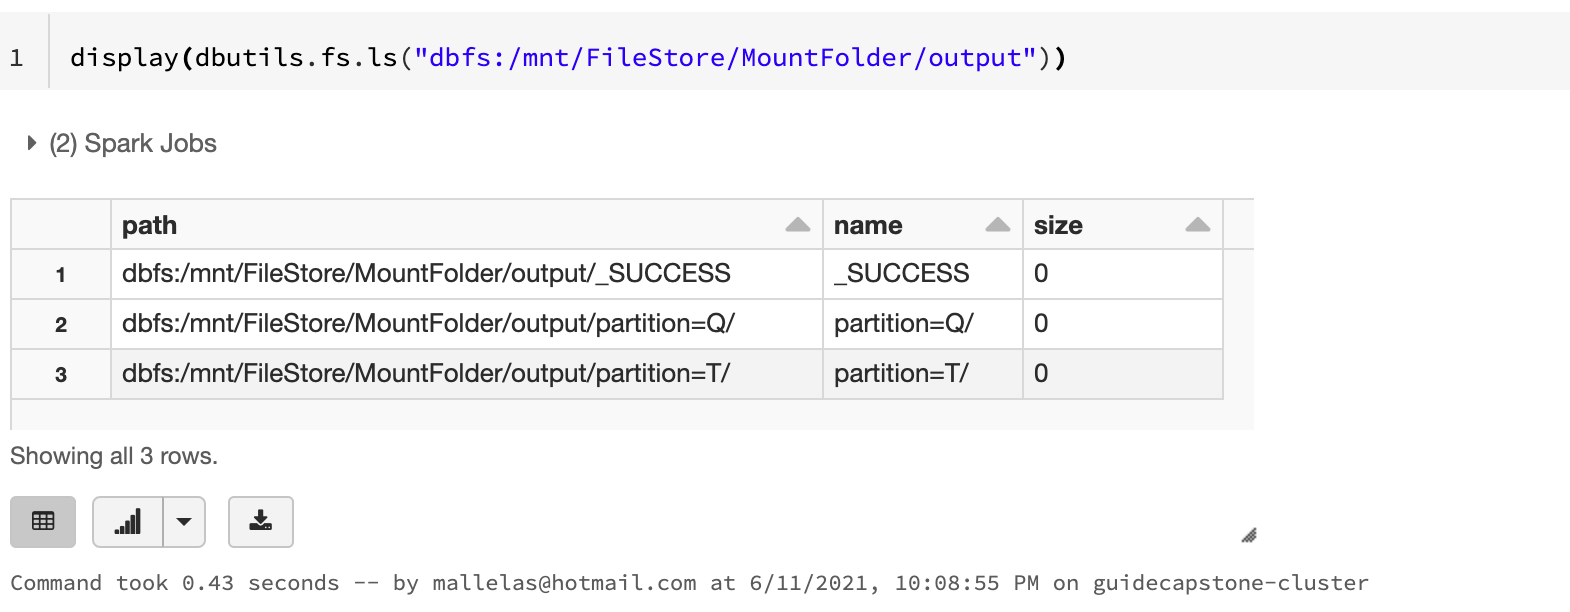 1 display(dbutils.fs.ls("dbfs:/mnt/FileStore/MountFolder/output"))
(2) Spark Jobs
path name size
1 dbfs:/mnt/FileStore/MountFolder/output/_SUCCESS _SUCCESS 0
2 dbfs:/mnt/FileStore/MountFolder/output/partition=Q/ partition=Q/ 0
3 dbfs:/mnt/FileStore/MountFolder/output/partition=T/ partition=T/ 0
Showing all 3 rows.
Command took 0.43 seconds -- by mallelas@hotmail.com at 6/11/2021, 10:08:55 PM on guidecapstone-cluster